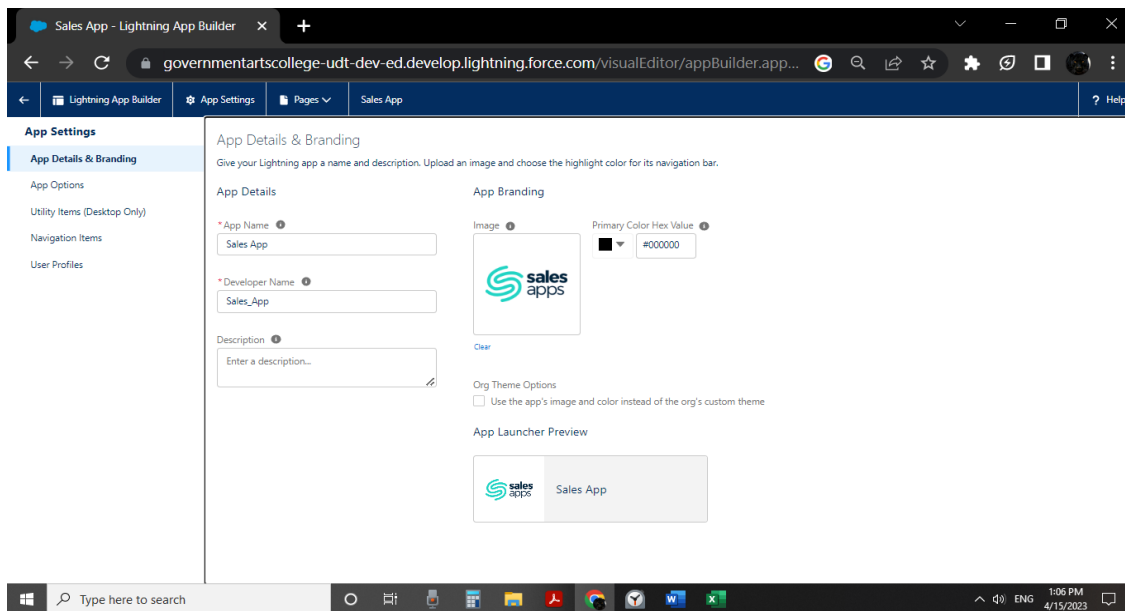 Sales App - Lightning App Builder
governmentartscollege-udt-dev-ed.develop.lightning.force.com/visualEditor/appBuilder.app...
Lightning App Builder App Settings Pages Sales App ? Help
App Settings
App Details & Branding
App Options
Utility Items (Desktop Only)
Navigation Items
User Profiles
App Details & Branding
Give your Lightning app a name and description. Upload an image and choose the highlight color for its navigation bar.
App Details
*App Name
Sales App
*Developer Name
Sales_App
Description
Enter a description...
App Branding
Image
sales
apps
Clear
Primary Color Hex Value
#000000
Org Theme Options
Use the app's image and color instead of the org's custom theme
App Launcher Preview
sales
apps
Sales App
Type here to search
ENG
1:06 PM
4/15/2023